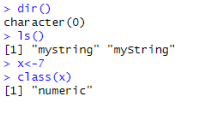 > dir()
character(0)
> ls()
[1] "mystring" "myString"
> x<-7
> class(x)
[1] "numeric"